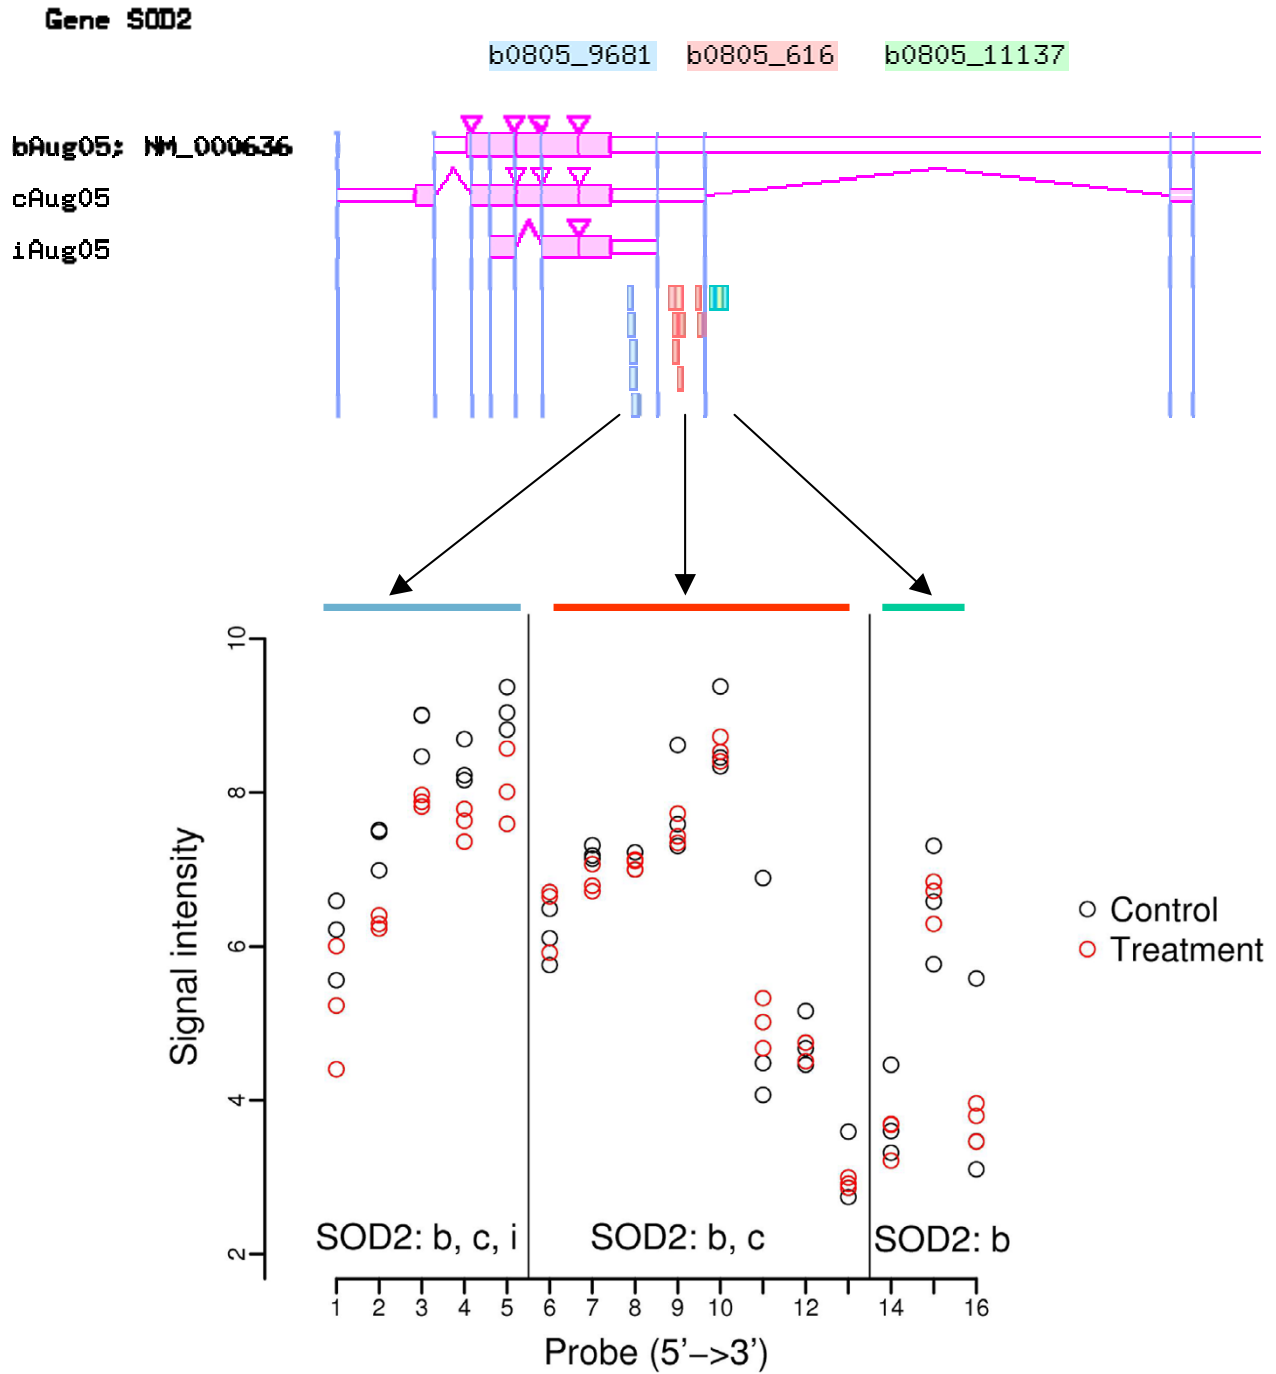 Gene SOD2
b0805_9681 b0805_616 b0805_11137
bAug05; NM_000636
cAug05
iAug05
10
8
6
4
2
Signal intensity
Control
Treatment
SOD2: b, c, i SOD2: b, c SOD2: b
1 2 3 4 5 6 7 8 9 10 12 14 16
Probe (5’->3’)